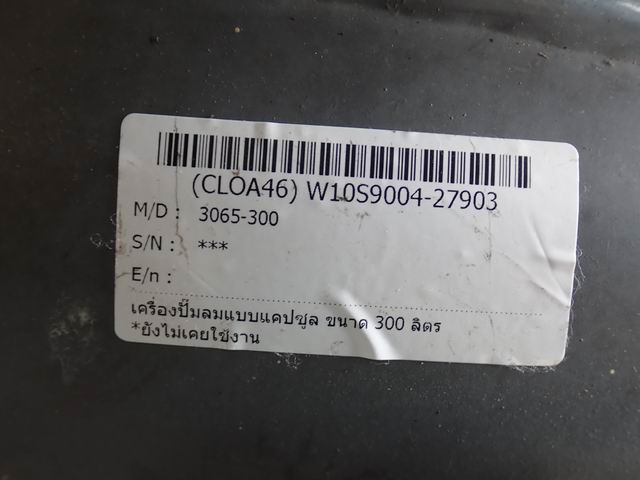 (CLOA46) W10S9004-27903
M/D : 3065-300
S/N : ***
E/n :
เครื่องปั๊มลมแบบแคปซูล ขนาด 300 ลิตร
*ยังไม่เคยใช้งาน